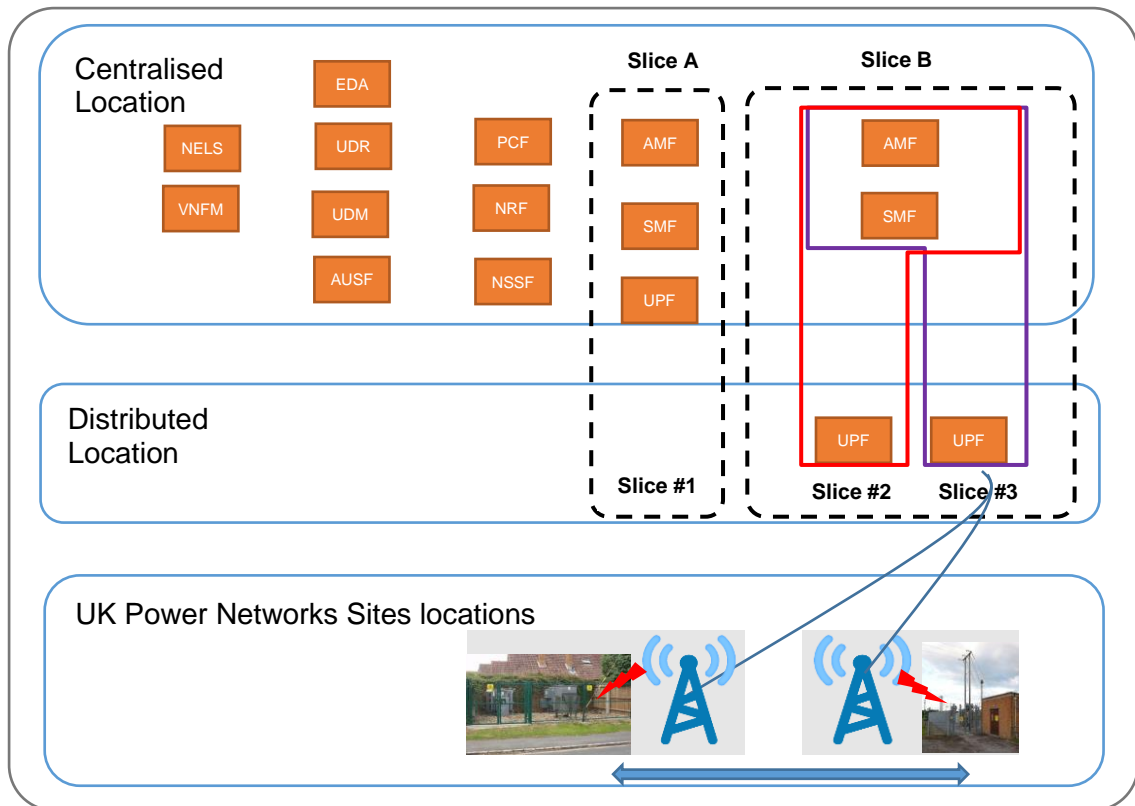 Centralised
Location
EDA
NELS
UDR
PCF
VNFM
UDM
NRF
AUSF
NSSF
Slice A
AMF
SMF
UPF
Slice #1
Slice B
AMF
SMF
UPF
UPF
Slice #2
Slice #3
Distributed
Location
UK Power Networks Sites locations